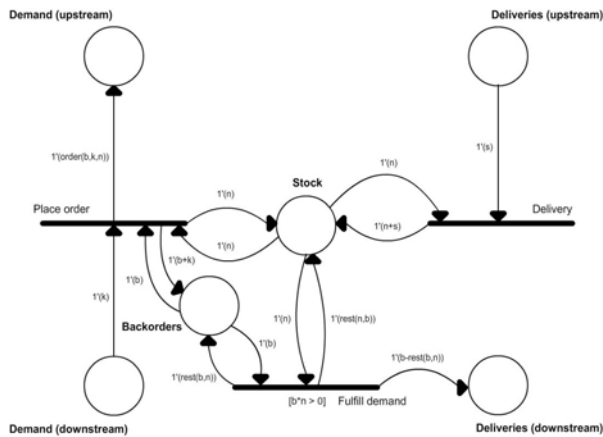 Demand (upstream)
Deliveries (upstream)
1'(order(b,k,n))
1'(n)
1'(s)
Stock
Place order
1'(n)
Delivery
1'(n)
1'(n+s)
1'(b+k)
1'(b)
1'(k)
Backorders
1'(n)
1'(rest(n,b))
1'(b)
1'(rest(b,n))
1'(b-rest(b,n))
[b*n > 0]
Fulfill demand
Demand (downstream)
Deliveries (downstream)